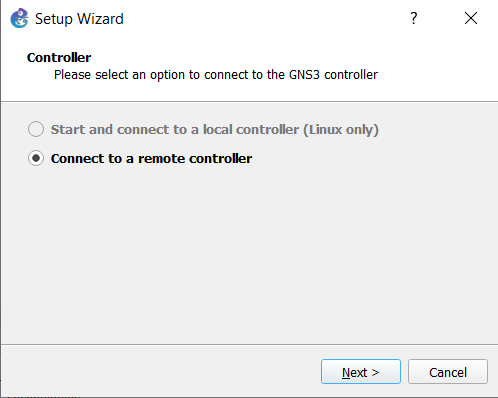 Setup Wizard
?
Controller
Please select an option to connect to the GNS3 controller
Start and connect to a local controller (Linux only)
Connect to a remote controller
Next >
Cancel